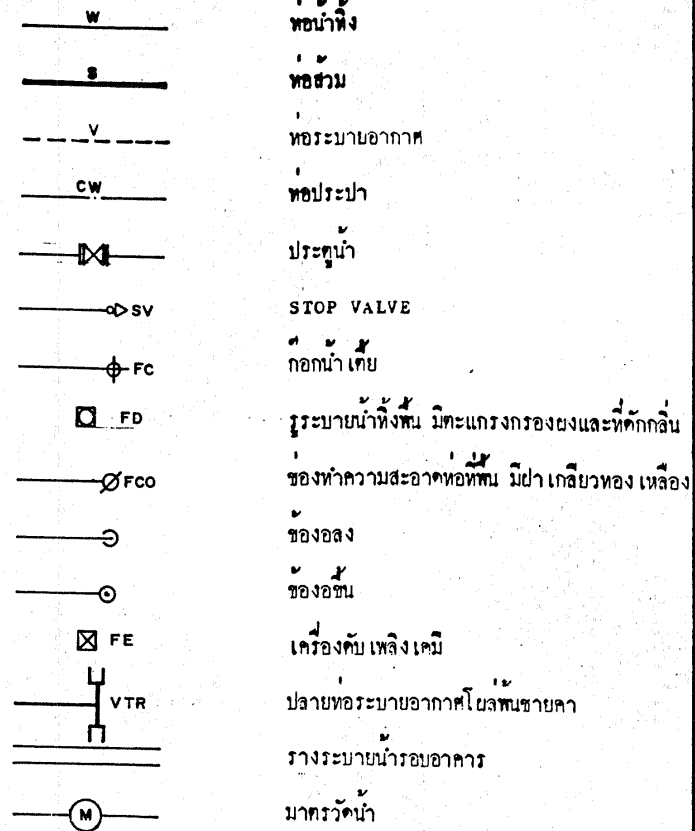 W ท่อน้ำทิ้ง
S ท่อส้วม
V ท่อระบายอากาศ
CW ท่อประปา
ประตูน้ำ
SV STOP VALVE
FC ก๊อกน้ำเตี้ย
FD รูระบายน้ำทิ้งพื้น มีตะแกรงกรองผงและที่ดักกลิ่น
FCO ช่องทำความสะอาดท่อที่พื้น มีฝาเกลียวทองเหลือง
ข้องอลง
ข้องอขึ้น
FE เครื่องดับเพลิงเคมี
VTR ปลายท่อระบายอากาศโผล่พ้นชายคา
รางระบายน้ำรอบอาคาร
M มาตรวัดน้ำ